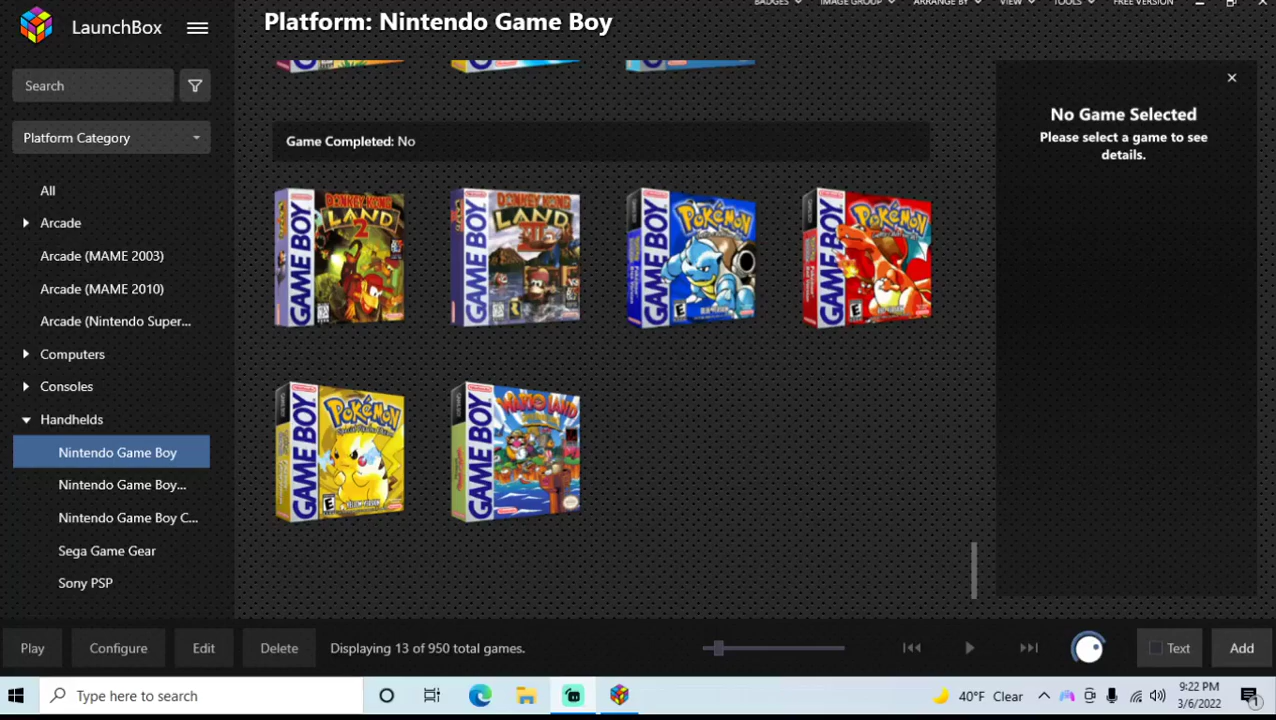 BADGES IMAGE GROUP ARRANGE BY VIEW TOOLS FREE VERSION
LaunchBox
Platform: Nintendo Game Boy
Search
Platform Category
All
Arcade
Arcade (MAME 2003)
Arcade (MAME 2010)
Arcade (Nintendo Super...
Computers
Consoles
Handhelds
Nintendo Game Boy
Nintendo Game Boy...
Nintendo Game Boy C...
Sega Game Gear
Sony PSP
Game Completed: No
GAME BOY
DONKEY KONG
LAND
2
GAME BOY
DONKEY KONG
LAND
III
GAME BOY
POKéMON
E
GAME BOY
POKéMON
E
GAME BOY
POKéMON
Special Pikachu Edition
E
GAME BOY
WARIO LAND
No Game Selected
Please select a game to see
details.
Play Configure Edit Delete Displaying 13 of 950 total games. Text Add
Type here to search
40°F Clear
9:22 PM
3/6/2022
1